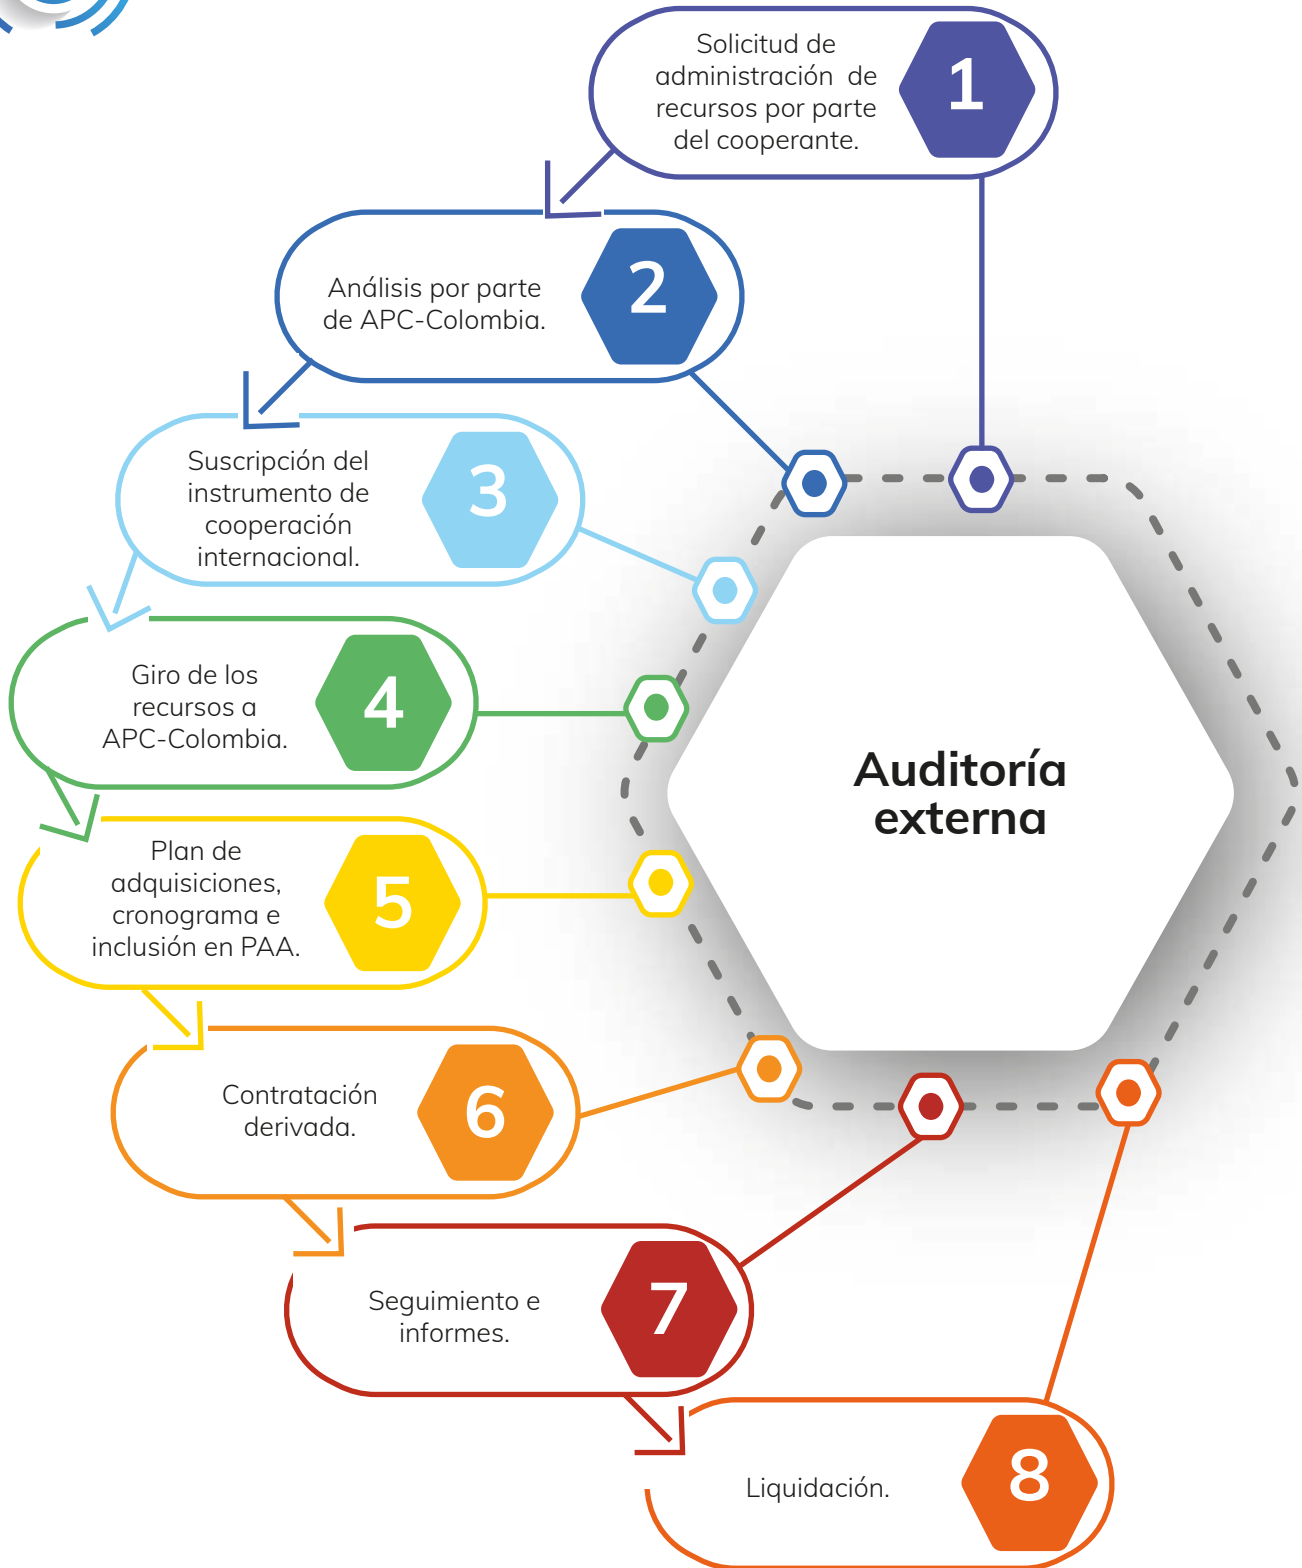 Solicitud de
administración de
recursos por parte
del cooperante.
1
Análisis por parte
de APC-Colombia.
2
Suscripción del
instrumento de
cooperación
internacional.
3
Giro de los
recursos a
APC-Colombia.
4
Plan de
adquisiciones,
cronograma e
inclusión en PAA.
5
Contratación
derivada.
6
Seguimiento e
informes.
7
Liquidación.
8
Auditoría
externa